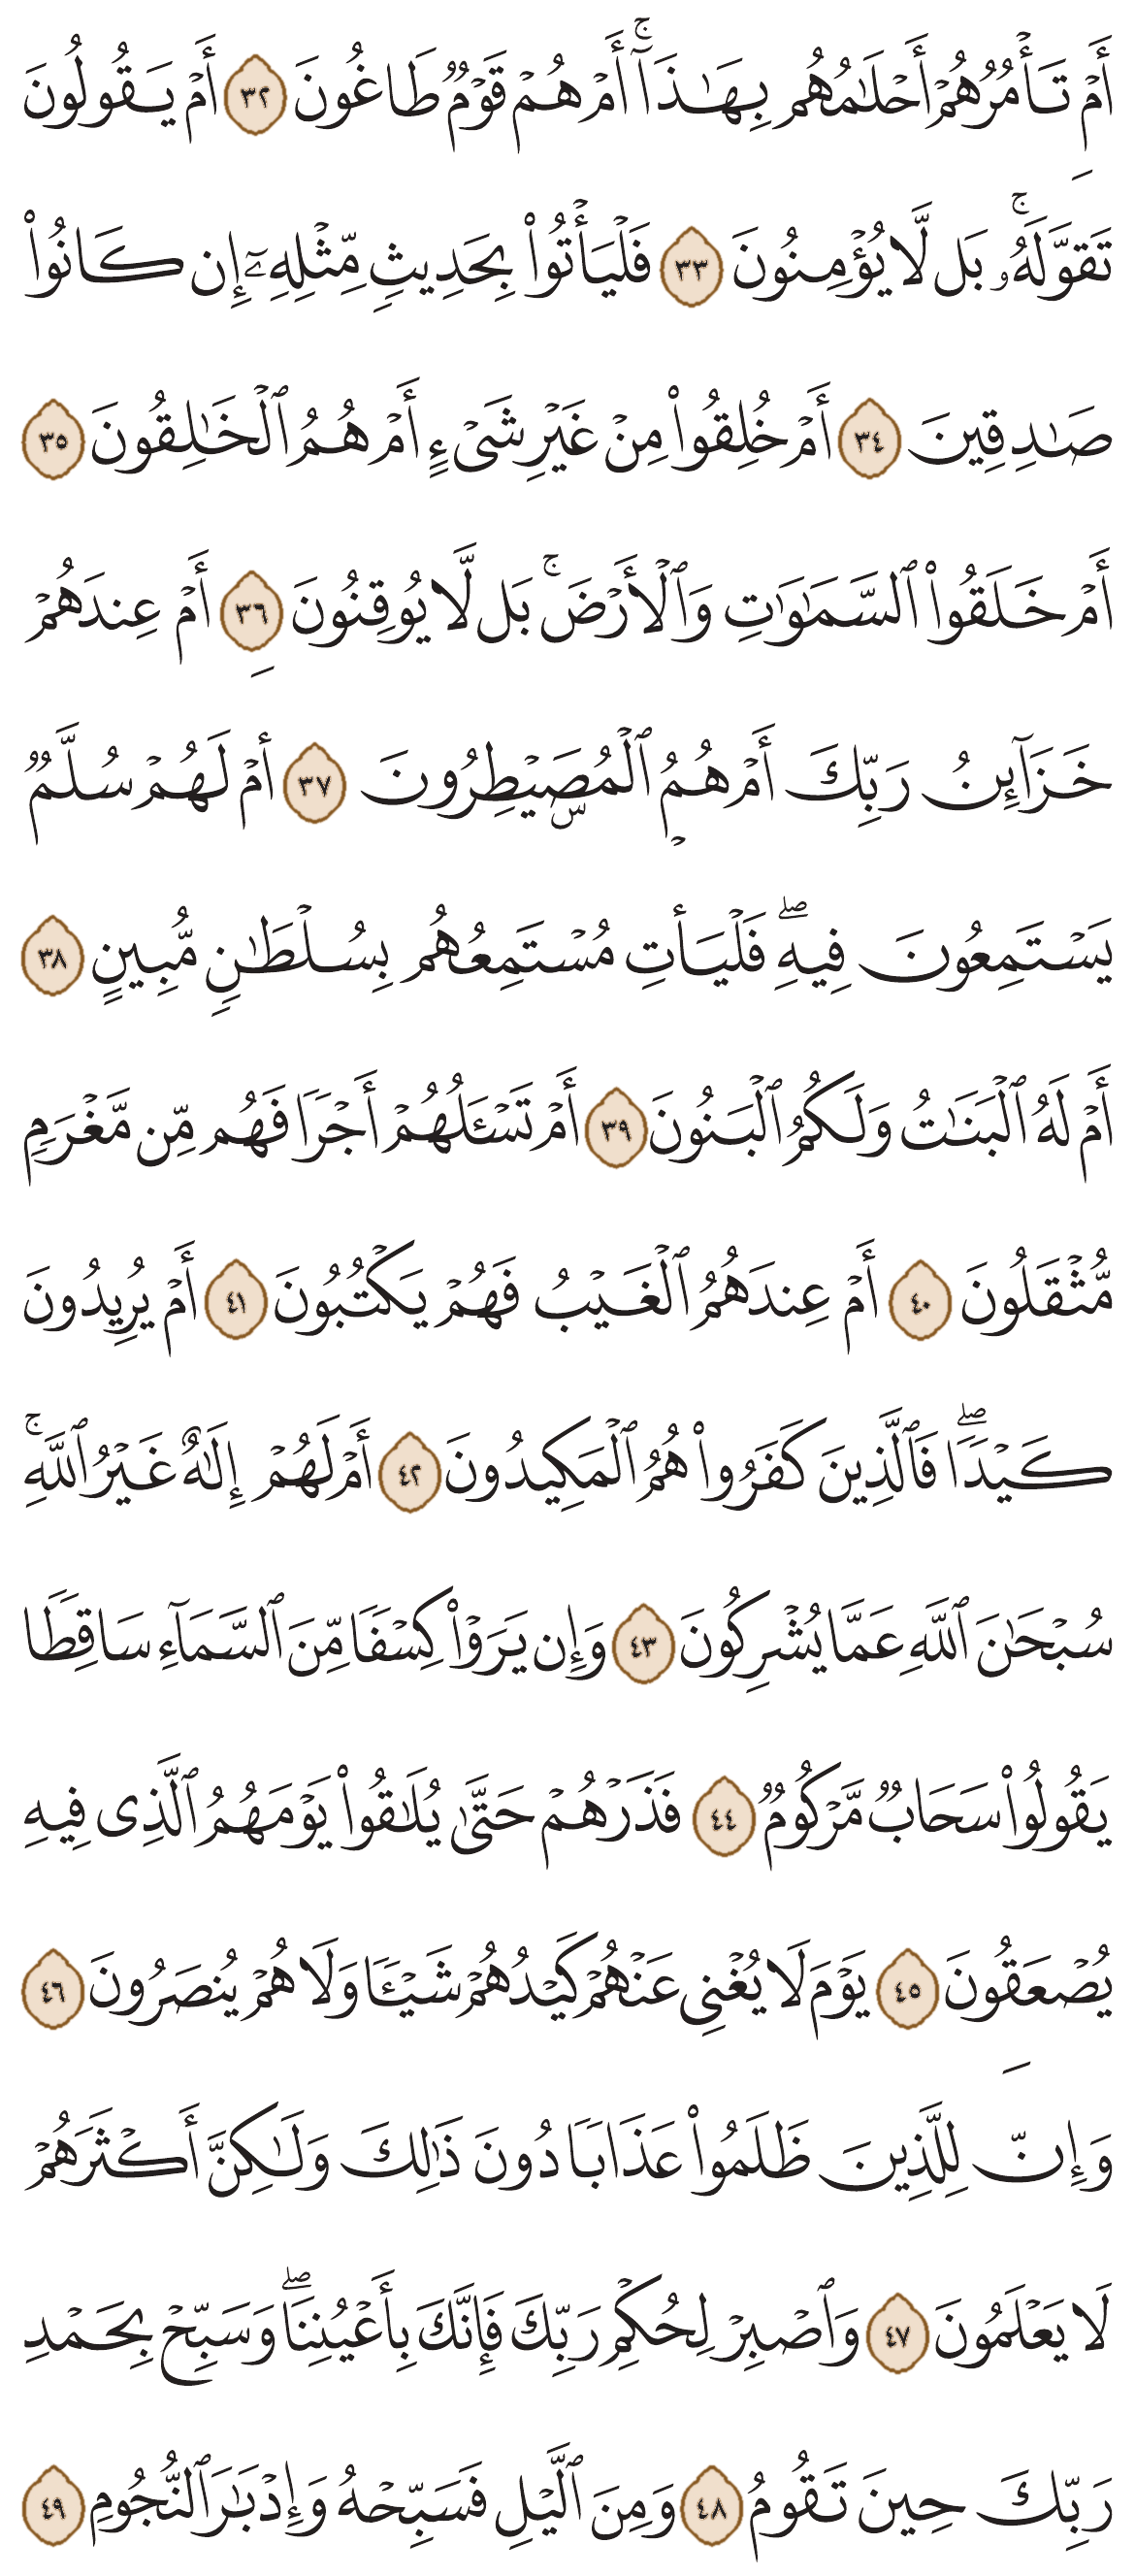 أَمۡ تَأۡمُرُهُمۡ أَحۡلَٰمُهُم بِهَٰذَآۚ أَمۡ هُمۡ قَوۡمٞ طَاغُونَ ٣٢ أَمۡ يَقُولُونَ
تَقَوَّلَهُۥۚ بَل لَّا يُؤۡمِنُونَ ٣٣ فَلۡيَأۡتُواْ بِحَدِيثٖ مِّثۡلِهِۦٓ إِن كَانُواْ
صَٰدِقِينَ ٣٤ أَمۡ خُلِقُواْ مِنۡ غَيۡرِ شَيۡءٍ أَمۡ هُمُ ٱلۡخَٰلِقُونَ ٣٥
أَمۡ خَلَقُواْ ٱلسَّمَٰوَٰتِ وَٱلۡأَرۡضَۚ بَل لَّا يُوقِنُونَ ٣٦ أَمۡ عِندَهُمۡ
خَزَآئِنُ رَبِّكَ أَمۡ هُمُ ٱلۡمُصَۜيۡطِرُونَ ٣٧ أَمۡ لَهُمۡ سُلَّمٞ
يَسۡتَمِعُونَ فِيهِۖ فَلۡيَأۡتِ مُسۡتَمِعُهُم بِسُلۡطَٰنٖ مُّبِينٍ ٣٨
أَمۡ لَهُ ٱلۡبَنَٰتُ وَلَكُمُ ٱلۡبَنُونَ ٣٩ أَمۡ تَسۡـَٔلُهُمۡ أَجۡرٗا فَهُم مِّن مَّغۡرَمٖ
مُّثۡقَلُونَ ٤٠ أَمۡ عِندَهُمُ ٱلۡغَيۡبُ فَهُمۡ يَكۡتُبُونَ ٤١ أَمۡ يُرِيدُونَ
كَيۡدٗاۖ فَٱلَّذِينَ كَفَرُواْ هُمُ ٱلۡمَكِيدُونَ ٤٢ أَمۡ لَهُمۡ إِلَٰهٌ غَيۡرُ ٱللَّهِۚ
سُبۡحَٰنَ ٱللَّهِ عَمَّا يُشۡرِكُونَ ٤٣ وَإِن يَرَوۡاْ كِسۡفٗا مِّنَ ٱلسَّمَآءِ سَاقِطٗا
يَقُولُواْ سَحَابٞ مَّرۡكُومٞ ٤٤ فَذَرۡهُمۡ حَتَّىٰ يُلَٰقُواْ يَوۡمَهُمُ ٱلَّذِي فِيهِ
يُصۡعَقُونَ ٤٥ يَوۡمَ لَا يُغۡنِي عَنۡهُمۡ كَيۡدُهُمۡ شَيۡـٔٗا وَلَا هُمۡ يُنصَرُونَ ٤٦
وَإِنَّ لِلَّذِينَ ظَلَمُواْ عَذَابٗا دُونَ ذَٰلِكَ وَلَٰكِنَّ أَكۡثَرَهُمۡ
لَا يَعۡلَمُونَ ٤٧ وَٱصۡبِرۡ لِحُكۡمِ رَبِّكَ فَإِنَّكَ بِأَعۡيُنِنَاۖ وَسَبِّحۡ بِحَمۡدِ
رَبِّكَ حِينَ تَقُومُ ٤٨ وَمِنَ ٱلَّيۡلِ فَسَبِّحۡهُ وَإِدۡبَٰرَ ٱلنُّجُومِ ٤٩